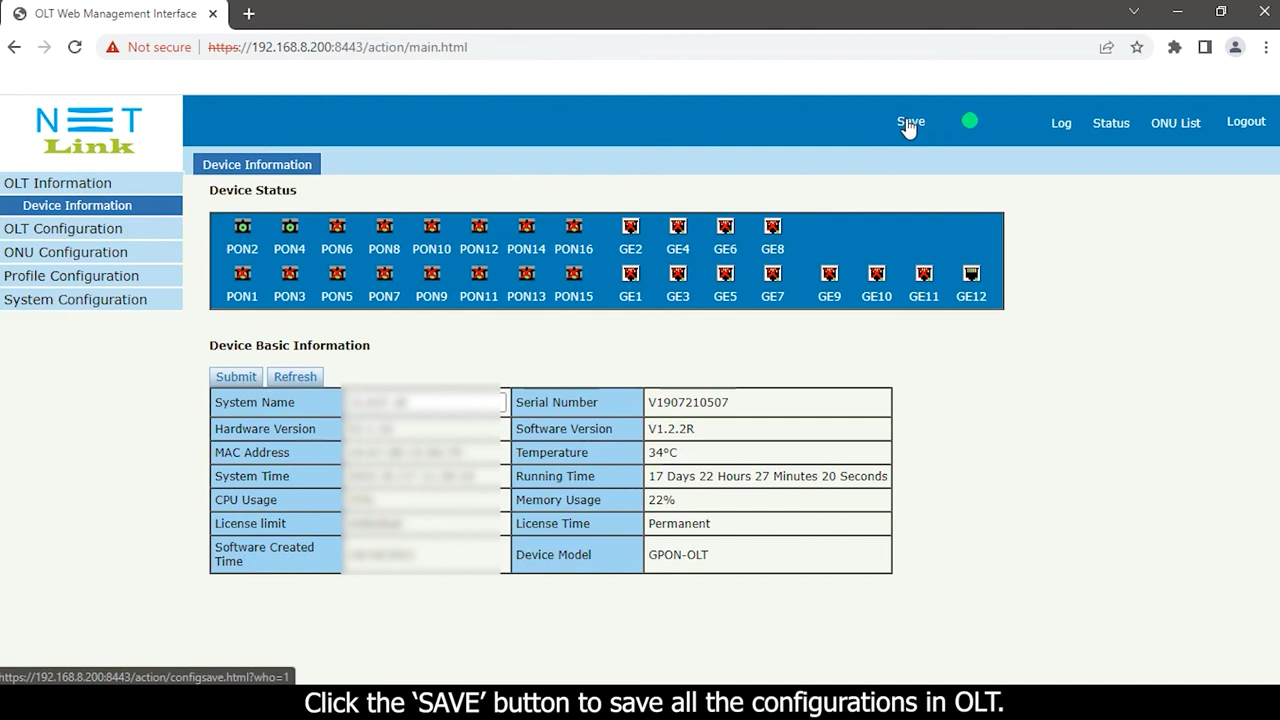 OLT Web Management Interface
Not secure
https://192.168.8.200:8443/action/main.html
NET
Link
Save
Log
Status
ONU List
Logout
Device Information
OLT Information
Device Information
OLT Configuration
ONU Configuration
Profile Configuration
System Configuration
Device Status
PON2 PON4 PON6 PON8 PON10 PON12 PON14 PON16 GE2 GE4 GE6 GE8
PON1 PON3 PON5 PON7 PON9 PON11 PON13 PON15 GE1 GE3 GE5 GE7 GE9 GE10 GE11 GE12
Device Basic Information
Submit Refresh
System Name Serial Number V1907210507
Hardware Version Software Version V1.2.2R
MAC Address Temperature 34°C
System Time Running Time 17 Days 22 Hours 27 Minutes 20 Seconds
CPU Usage Memory Usage 22%
License limit License Time Permanent
Software Created
Time
Device Model GPON-OLT
https://192.168.8.200:8443/action/configsave.html?who=1
Click the ‘SAVE’ button to save all the configurations in OLT.